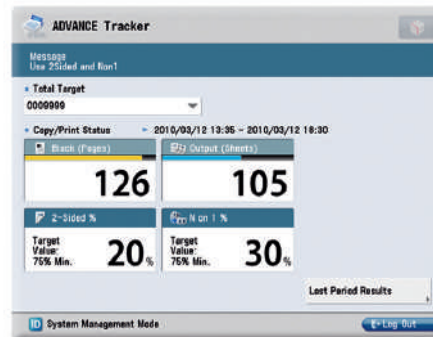 ADVANCE Tracker
Message
Use 2Sided and Non1
Total Target
0009999
Copy/Print Status ► 2010/03/12 13:35 - 2010/03/12 18:30
Black (Pages)
Output (Sheets)
126
105
2-Sided %
N on 1 %
Target
Value:
75% Min.
20%
Target
Value:
75% Min.
30%
Last Period Results
ID System Management Mode
Log Out